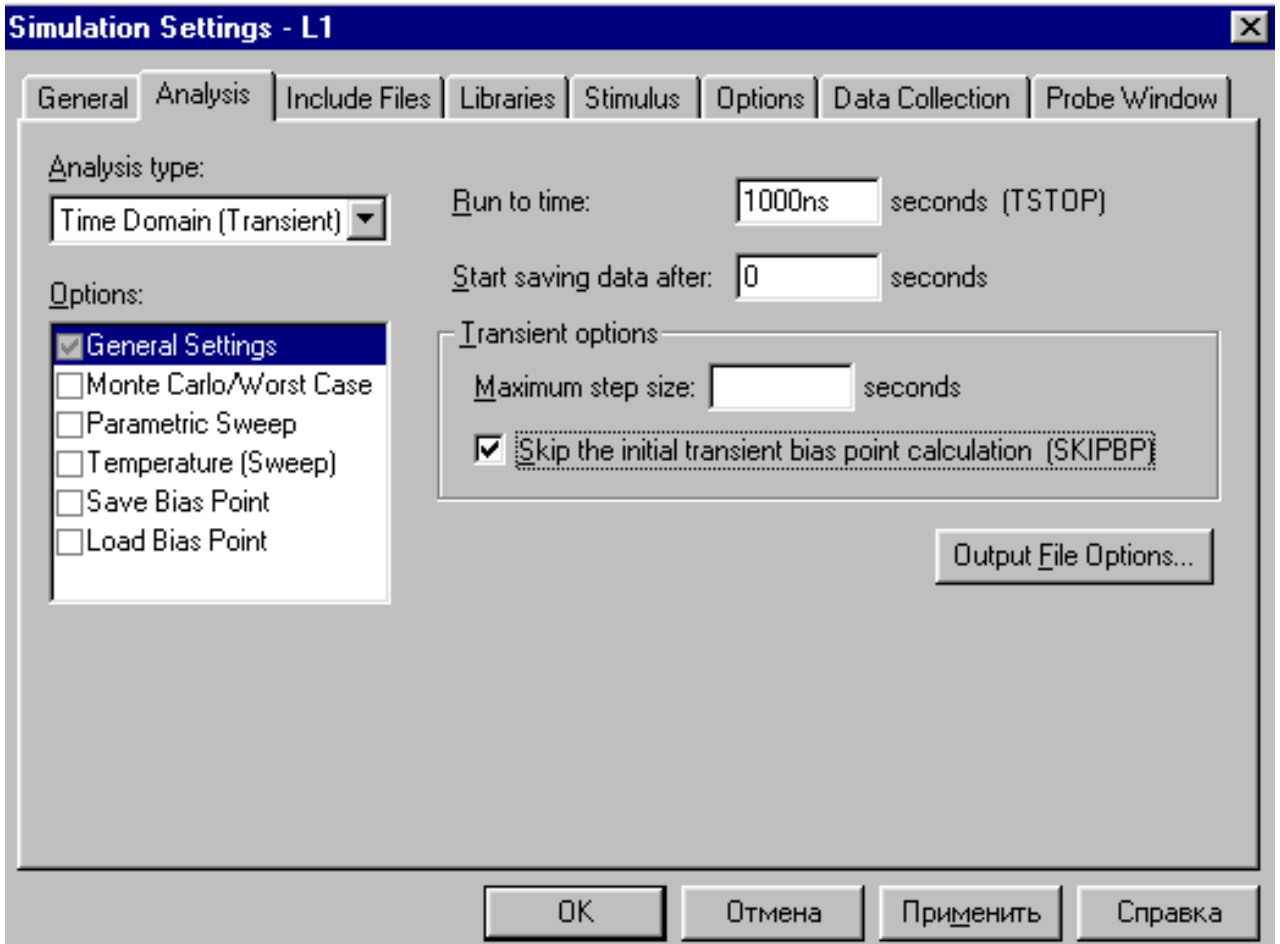 Simulation Settings - L1
General Analysis Include Files Libraries Stimulus Options Data Collection Probe Window
Analysis type:
Time Domain (Transient)
Options:
General Settings
Monte Carlo/Worst Case
Parametric Sweep
Temperature (Sweep)
Save Bias Point
Load Bias Point
Run to time: 1000ns seconds (TSTOP)
Start saving data after: 0 seconds
Transient options
Maximum step size: seconds
Skip the initial transient bias point calculation (SKIPBP)
Output File Options...
OK Отмена Применить Справка